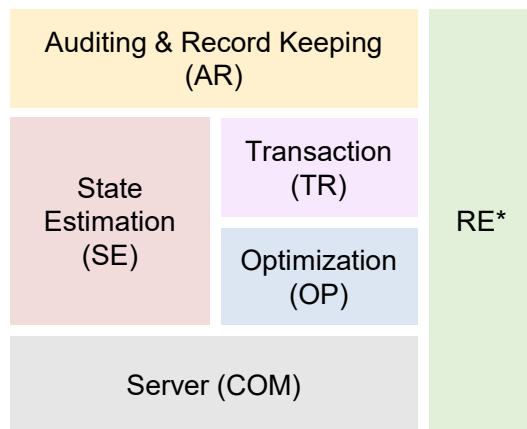 Auditing & Record Keeping
(AR)
State
Estimation
(SE)
Transaction
(TR)
Optimization
(OP)
RE*
Server (COM)